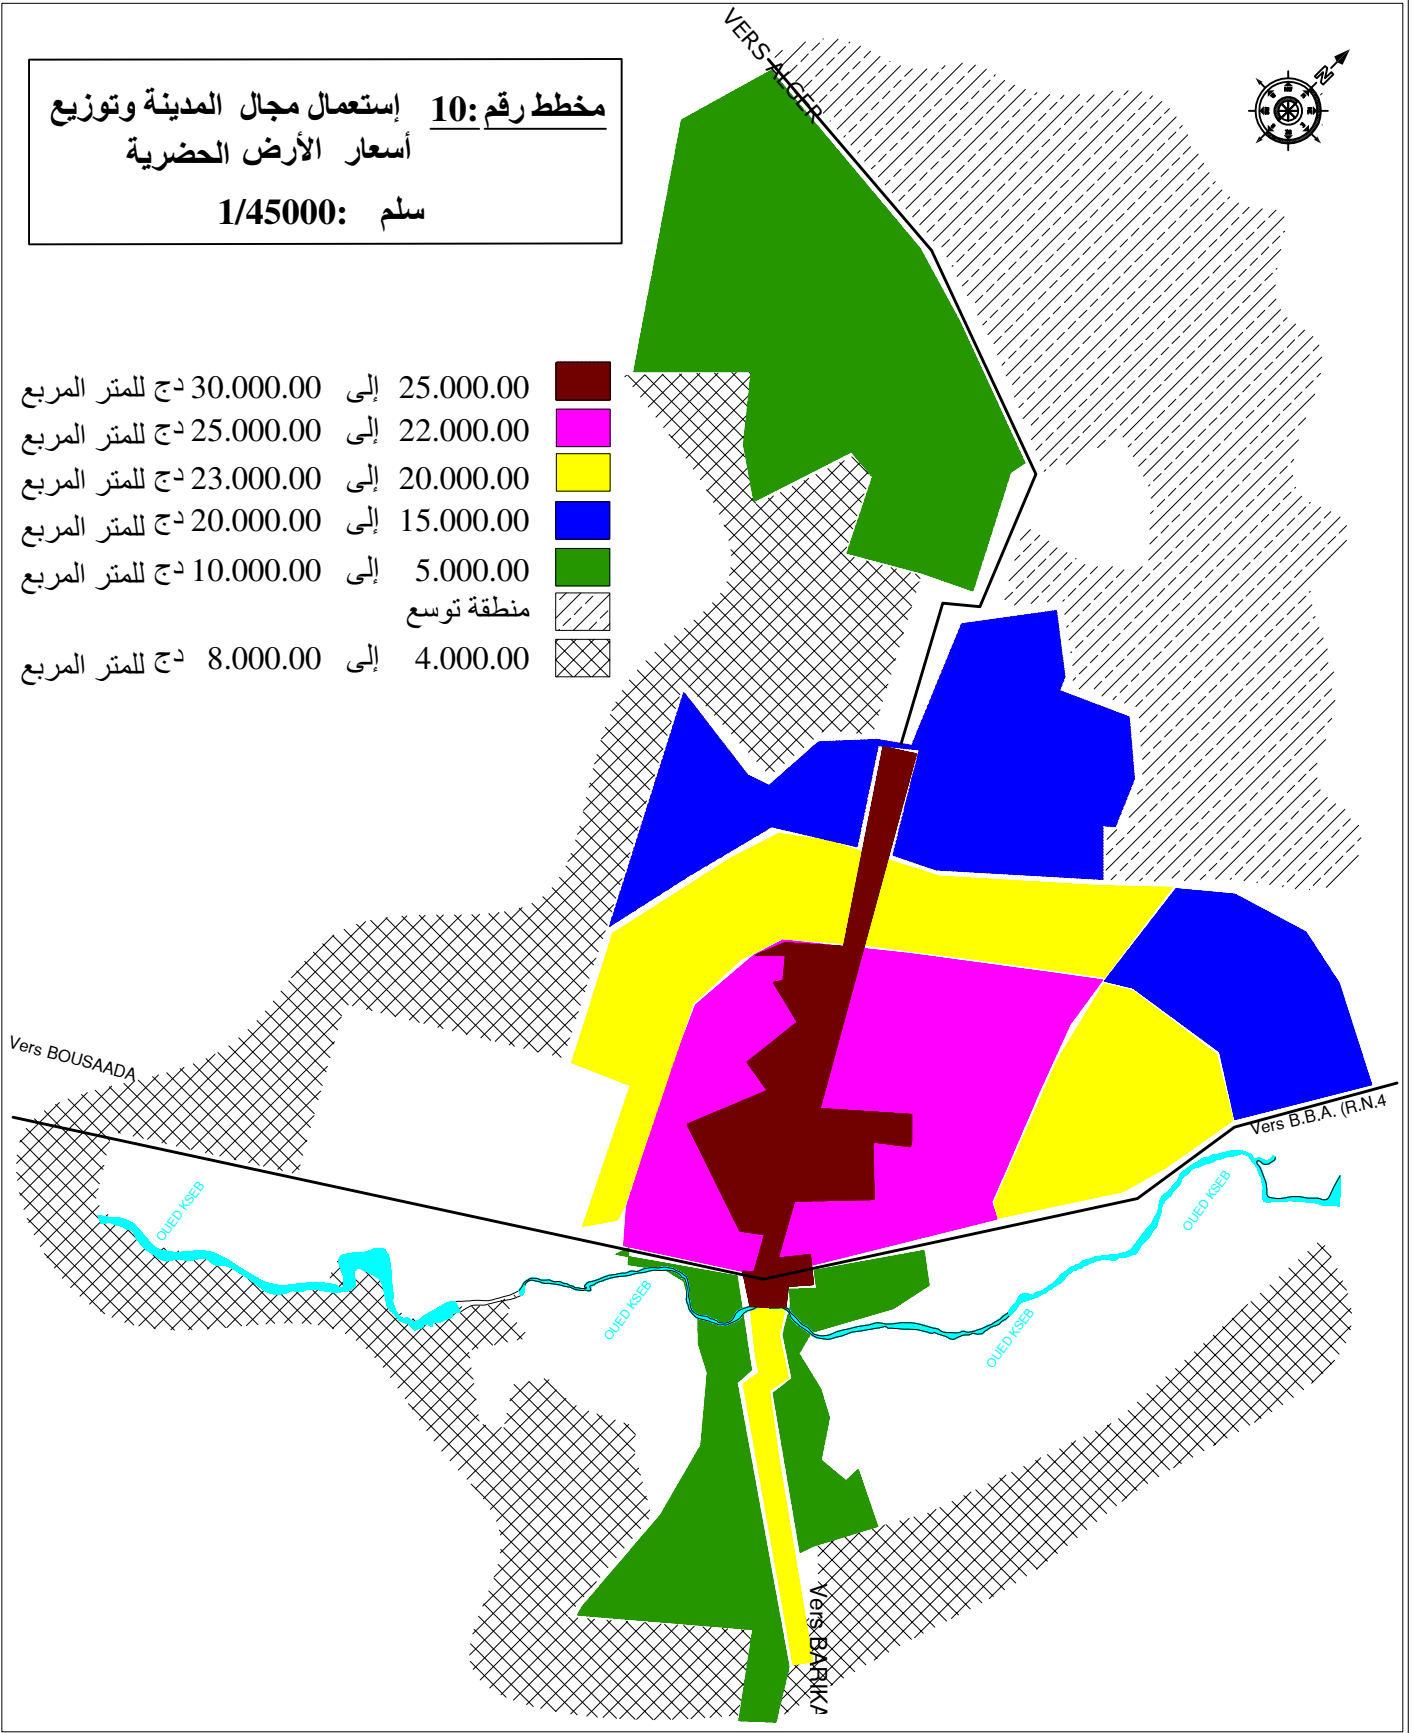 مخطط رقم :10 إستعمال مجال المدينة وتوزيع
أسعار الأرض الحضرية
سلم :1/45000
25.000.00 إلى 30.000.00 دج للمتر المربع
22.000.00 إلى 25.000.00 دج للمتر المربع
20.000.00 إلى 23.000.00 دج للمتر المربع
15.000.00 إلى 20.000.00 دج للمتر المربع
5.000.00 إلى 10.000.00 دج للمتر المربع
منطقة توسع
4.000.00 إلى 8.000.00 دج للمتر المربع
VERS ALGER
N
Vers BOUSAADA
Vers B.B.A. (R.N.4
OUED KSEB
OUED KSEB
OUED KSEB
OUED KSEB
Vers BARIKA